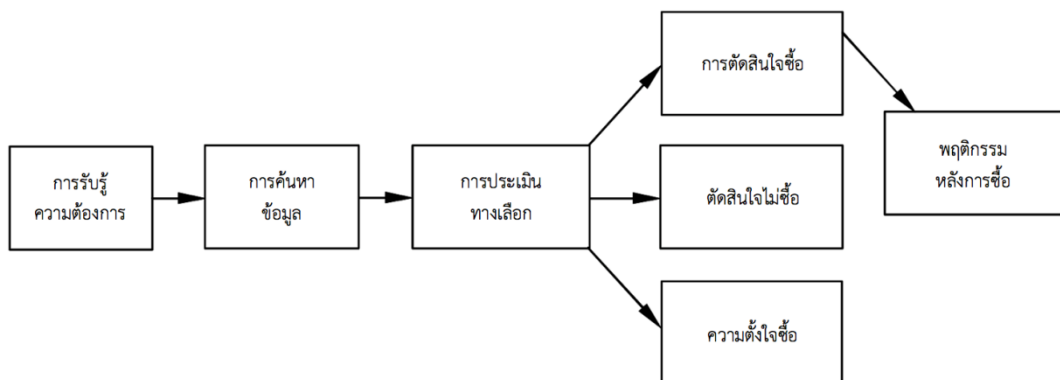 การรับรู้
ความต้องการ
การค้นหา
ข้อมูล
การประเมิน
ทางเลือก
การตัดสินใจซื้อ
ตัดสินใจไม่ซื้อ
ความตั้งใจซื้อ
พฤติกรรม
หลังการซื้อ